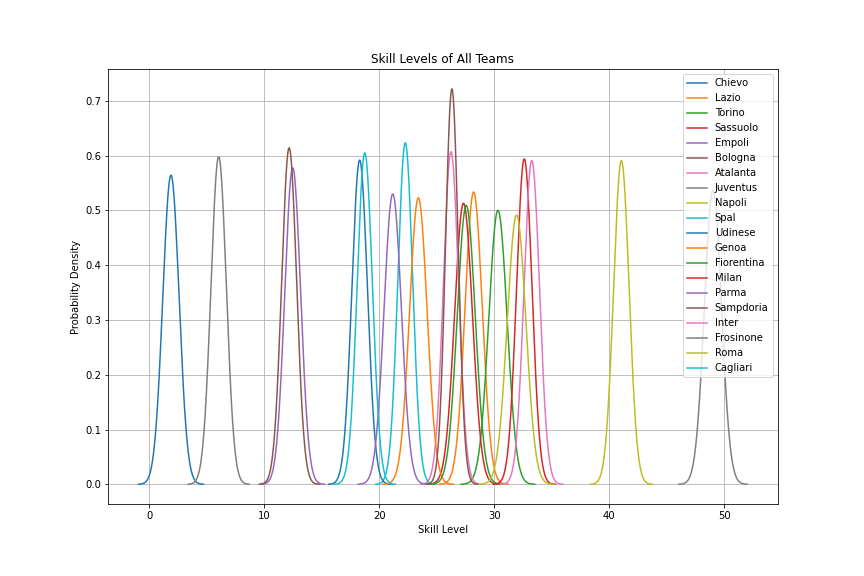 Skill Levels of All Teams
Probability Density
0.7
0.6
0.5
0.4
0.3
0.2
0.1
0.0
0
10
20
30
40
50
Skill Level
Chievo
Lazio
Torino
Sassuolo
Empoli
Bologna
Atalanta
Juventus
Napoli
Spal
Udinese
Genoa
Fiorentina
Milan
Parma
Sampdoria
Inter
Frosinone
Roma
Cagliari